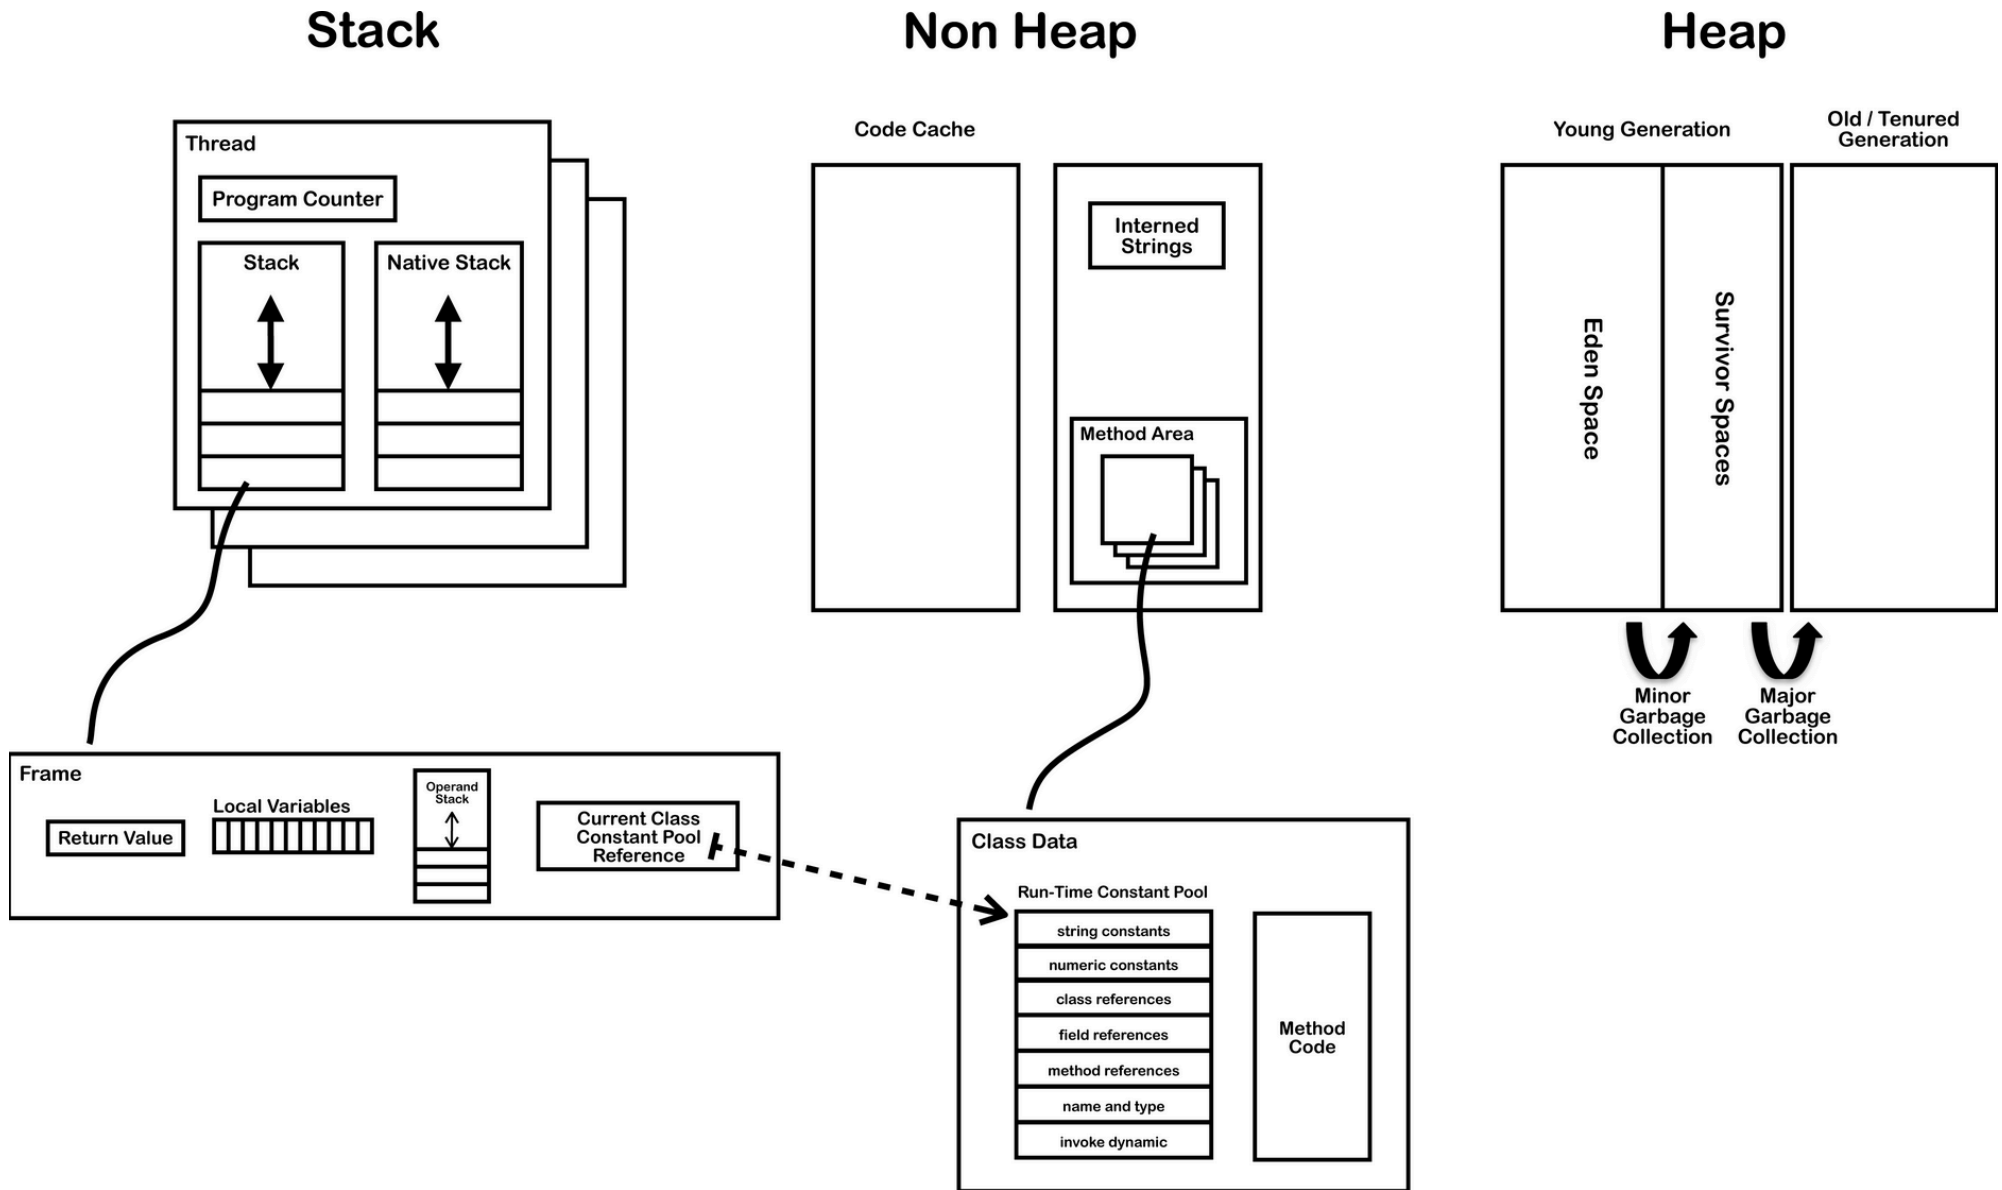 Stack
Non Heap
Heap
Thread
Program Counter
Stack
Native Stack
Code Cache
Interned
Strings
Method Area
Young Generation
Old / Tenured
Generation
Eden Space
Survivor Spaces
Minor
Garbage
Collection
Major
Garbage
Collection
Frame
Return Value
Local Variables
Operand
Stack
Current Class
Constant Pool
Reference
Class Data
Run-Time Constant Pool
string constants
numeric constants
class references
field references
method references
name and type
invoke dynamic
Method
Code